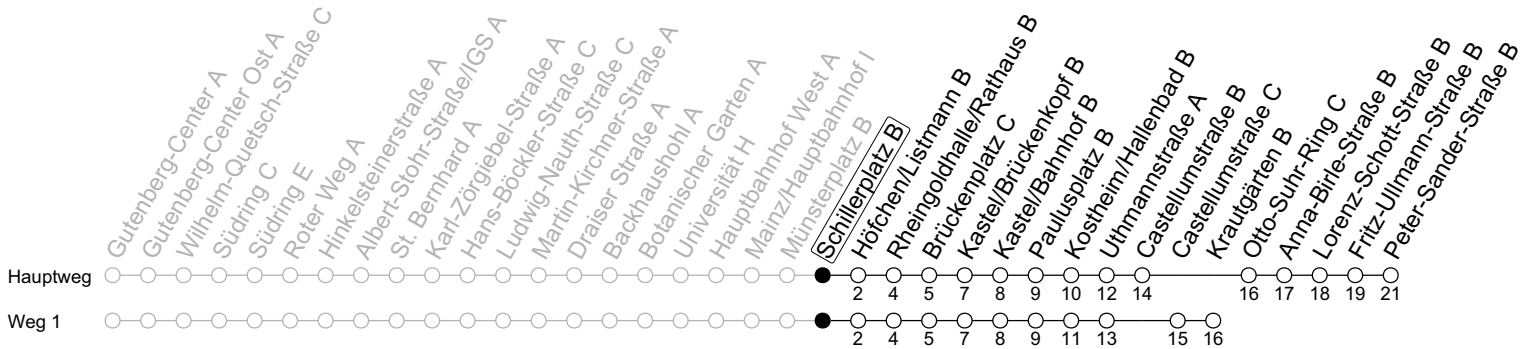 Gutenberg-Center A
Gutenberg-Center Ost A
Wilhelm-Quetsch-Straße C
Südring C
Südring E
Roter Weg A
Hinkelsteinerstraße A
Albert-Stohr-Straße/IGS A
St. Bernhard A
Karl-Zörgiebel-Straße A
Hans-Böckler-Straße C
Ludwig-Nauth-Straße C
Martin-Kirchner-Straße A
Draiser Straße A
Backhaushohl A
Botanischer Garten A
Universität H
Hauptbahnhof West A
Mainz/Hauptbahnhof I
Münsterplatz B
Schillerplatz B
Höfchen/Listmann B
Rheingoldhalle/Rathaus B
Brückenplatz C
Kastel/Brückenkopf B
Kastel/Bahnhof B
Paulusplatz B
Kostheim/Hallenbad B
Uthmannstraße A
Castellumstraße B
Castellumstraße C
Krautgärten B
Otto-Suhr-Ring C
Anna-Birle-Straße B
Lorenz-Schott-Straße B
Fritz-Ullmann-Straße B
Peter-Sander-Straße B
Hauptweg
2 4 5 7 8 9 10 12 14 16 17 18 19 21
Weg 1
2 4 5 7 8 9 11 13 15 16